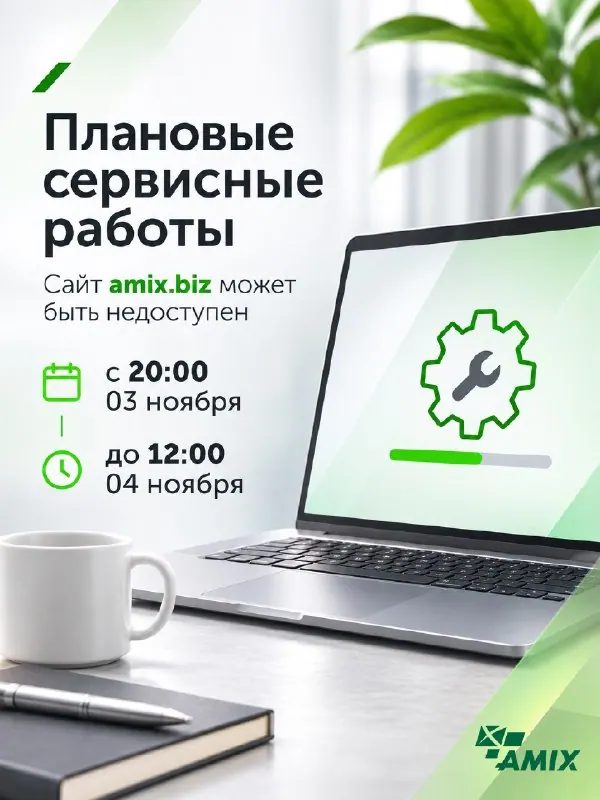 Плановые
сервисные
работы
Сайт amix.biz может
быть недоступен
с 20:00
03 ноября
до 12:00
04 ноября
AMIX